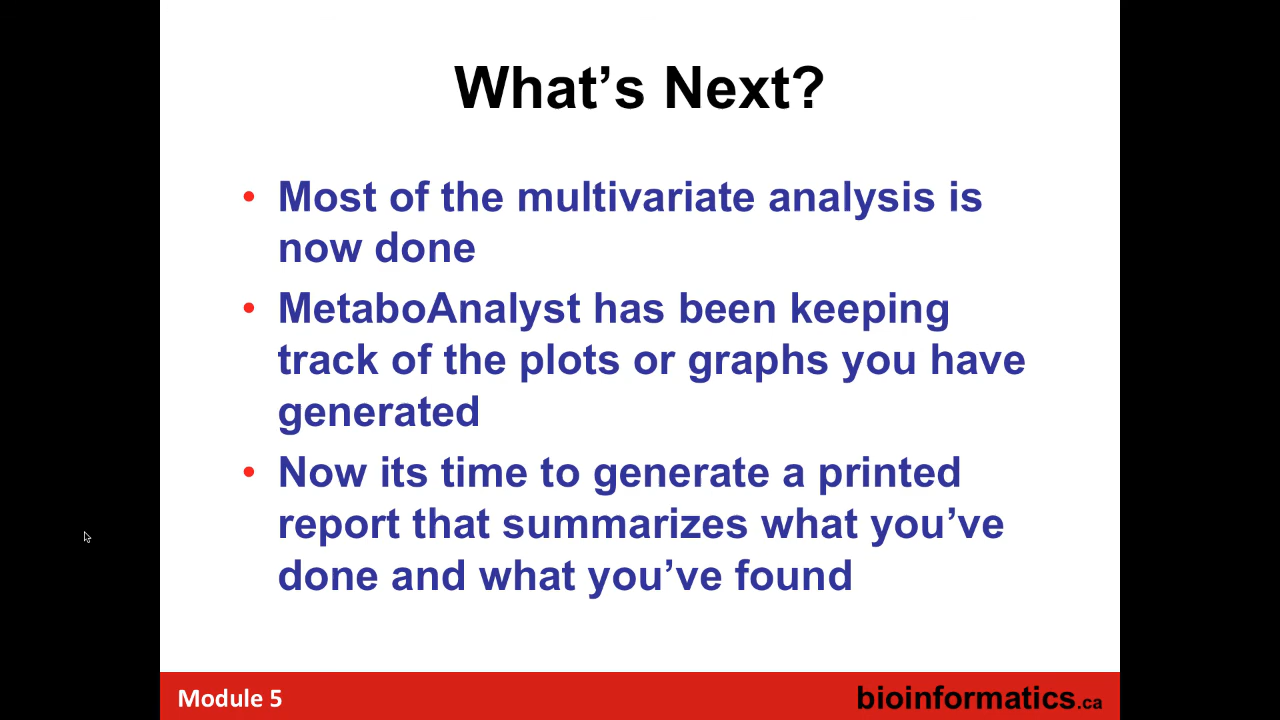 What’s Next?
• Most of the multivariate analysis is
now done
• MetaboAnalyst has been keeping
track of the plots or graphs you have
generated
• Now its time to generate a printed
report that summarizes what you’ve
done and what you’ve found
Module 5
bioinformatics.ca